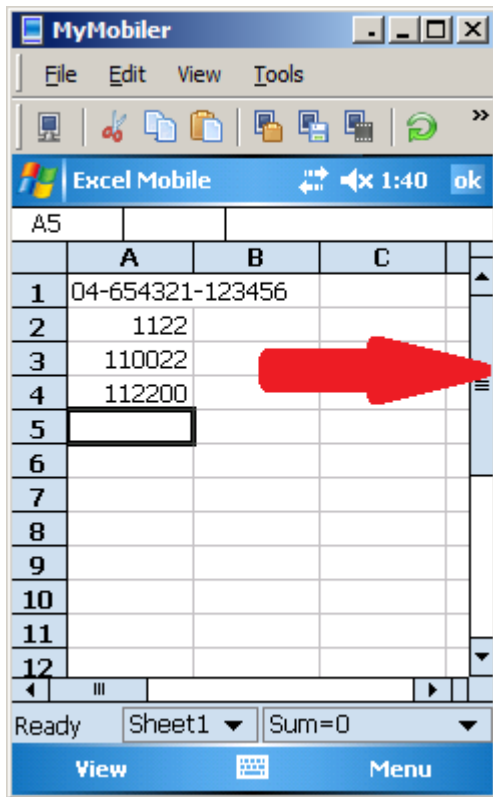 MyMobiler
File Edit View Tools
»
Excel Mobile 1:40 ok
A5
A B C
1 04-654321-123456
2 1122
3 110022
4 112200
5
6
7
8
9
10
11
12
Ready Sheet1 Sum=0
View Menu